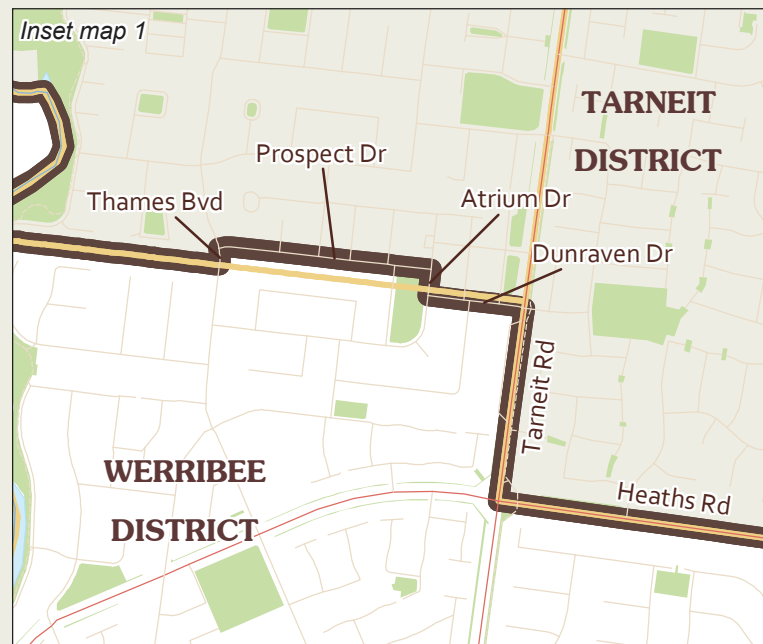 Inset map 1
TARNEIT
DISTRICT
Prospect Dr
Thames Bvd
Atrium Dr
Dunraven Dr
Tarneit Rd
WERRIBEE
DISTRICT
Heaths Rd